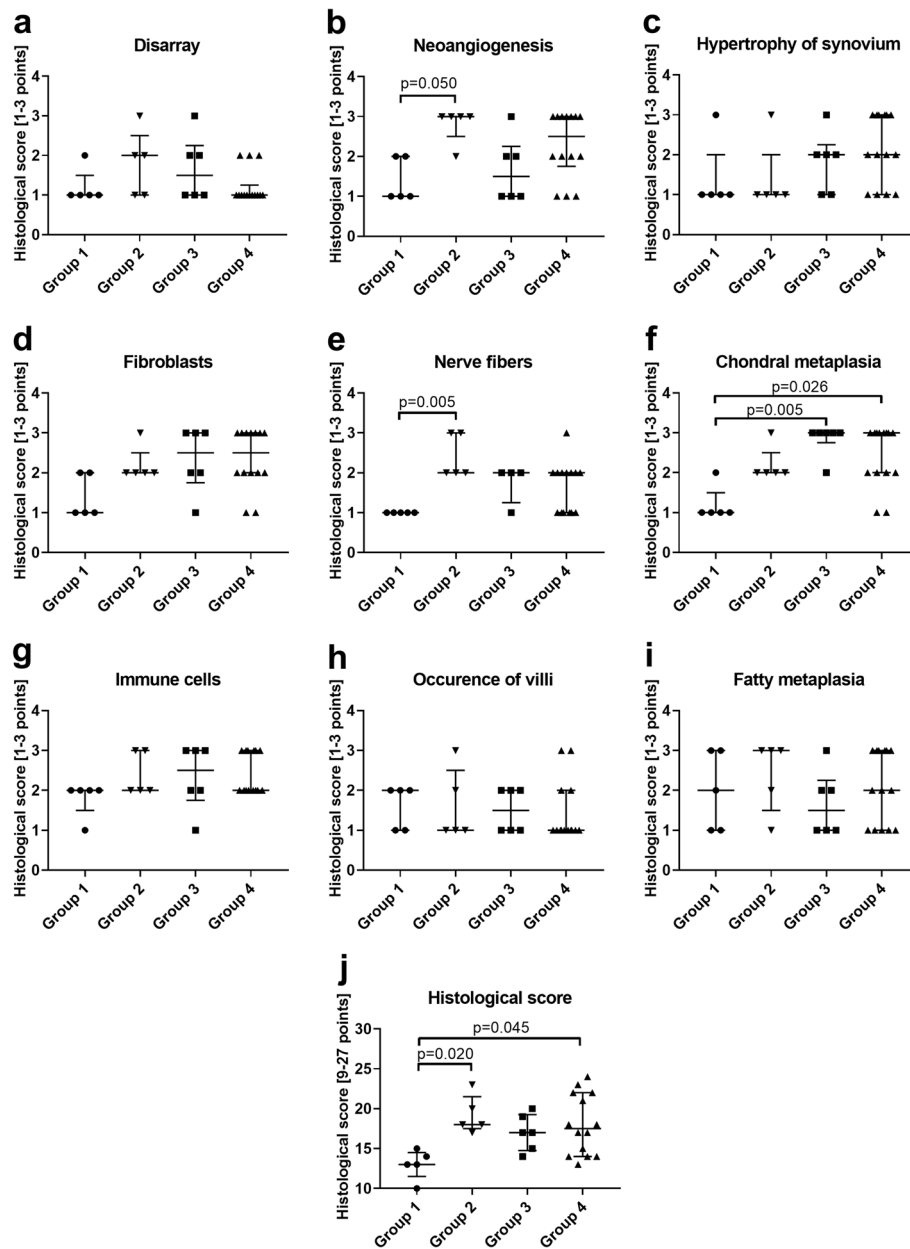 a
Disarray
Histological score [1-3 points]
4
3
2
1
0
Group 1
Group 2
Group 3
Group 4
b
Neoangiogenesis
Histological score [1-3 points]
4
3
2
1
0
p=0.050
Group 1
Group 2
Group 3
Group 4
c
Hypertrophy of synovium
Histological score [1-3 points]
4
3
2
1
0
Group 1
Group 2
Group 3
Group 4
d
Fibroblasts
Histological score [1-3 points]
4
3
2
1
0
Group 1
Group 2
Group 3
Group 4
e
Nerve fibers
Histological score [1-3 points]
4
3
2
1
0
p=0.005
Group 1
Group 2
Group 3
Group 4
f
Chondral metaplasia
Histological score [1-3 points]
4
3
2
1
0
p=0.026
p=0.005
Group 1
Group 2
Group 3
Group 4
g
Immune cells
Histological score [1-3 points]
4
3
2
1
0
Group 1
Group 2
Group 3
Group 4
h
Occurence of villi
Histological score [1-3 points]
4
3
2
1
0
Group 1
Group 2
Group 3
Group 4
i
Fatty metaplasia
Histological score [1-3 points]
4
3
2
1
0
Group 1
Group 2
Group 3
Group 4
j
Histological score
Histological score [9-27 points]
30
25
20
15
10
p=0.045
p=0.020
Group 1
Group 2
Group 3
Group 4